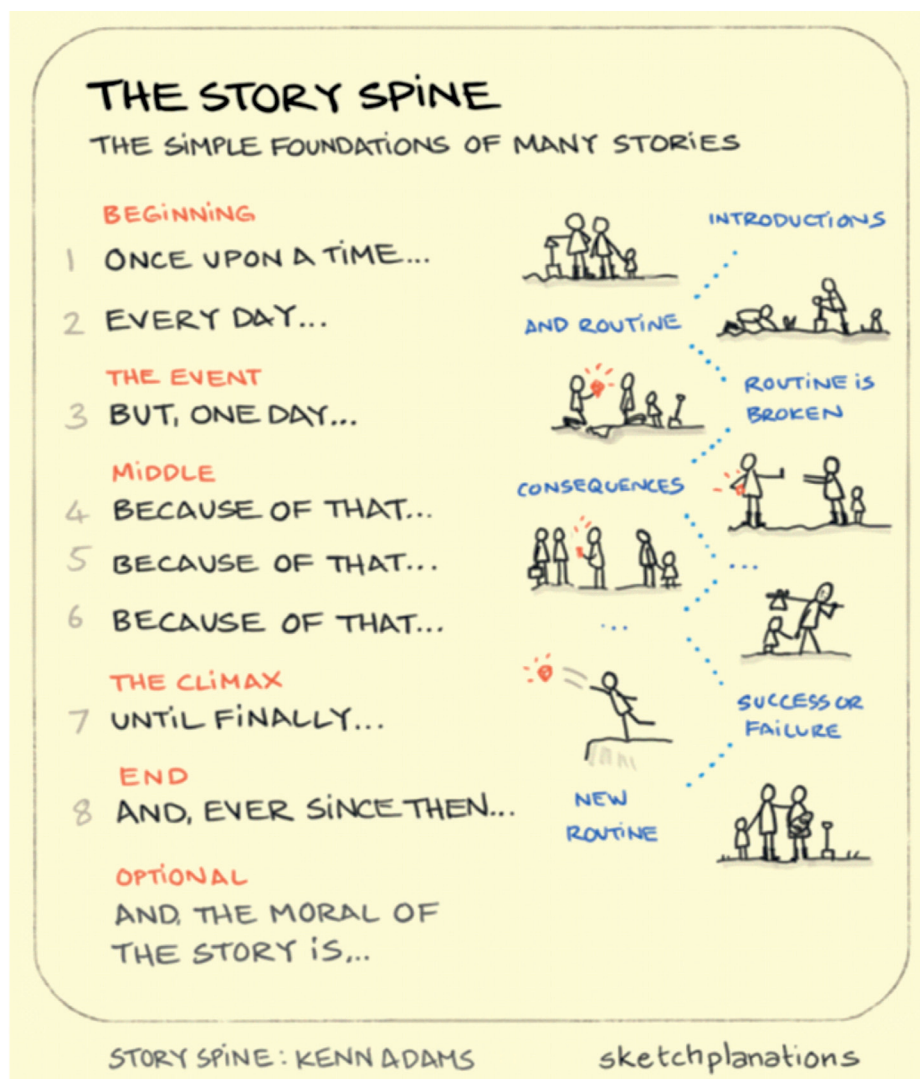 THE STORY SPINE
THE SIMPLE FOUNDATIONS OF MANY STORIES
BEGINNING
1 ONCE UPON A TIME...
2 EVERY DAY...
THE EVENT
3 BUT, ONE DAY...
MIDDLE
4 BECAUSE OF THAT...
5 BECAUSE OF THAT...
6 BECAUSE OF THAT...
THE CLIMAX
7 UNTIL FINALLY...
END
8 AND, EVER SINCE THEN...
OPTIONAL
AND, THE MORAL OF
THE STORY IS...
INTRODUCTIONS
AND ROUTINE
ROUTINE IS
BROKEN
CONSEQUENCES
...
...
SUCCESS OR
FAILURE
NEW
ROUTINE
STORY SPINE: KENN ADAMS
sketchplanations